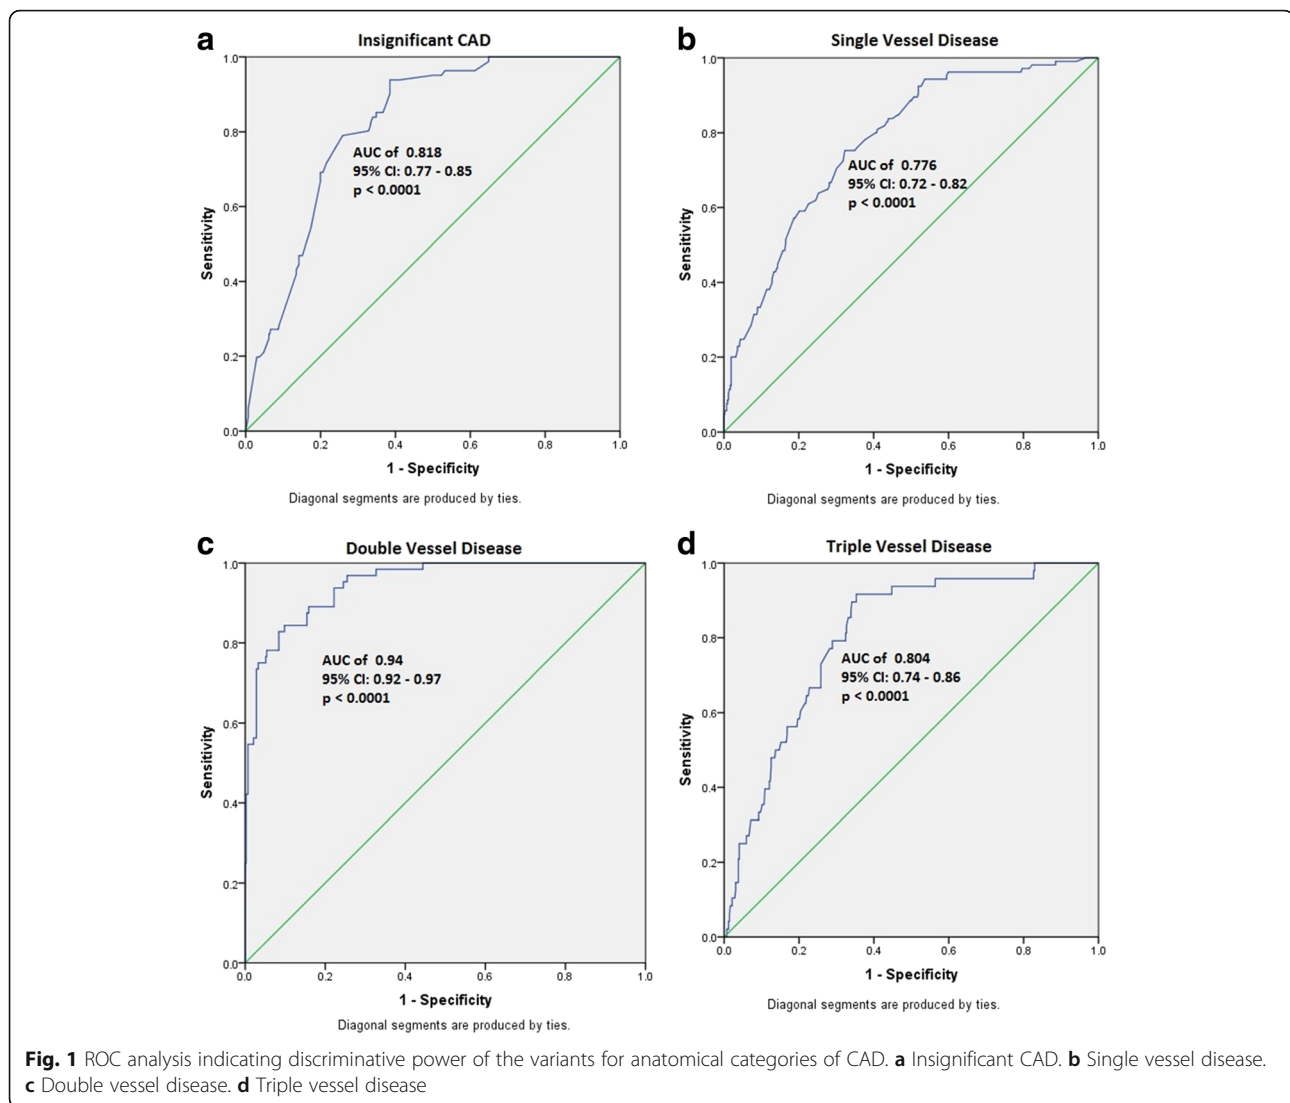 a
Insignificant CAD
1.0
0.8
0.6
0.4
0.2
0.0
Sensitivity
AUC of 0.818
95% CI: 0.77 - 0.85
p < 0.0001
0.0 0.2 0.4 0.6 0.8 1.0
1 - Specificity
Diagonal segments are produced by ties.
b
Single Vessel Disease
1.0
0.8
0.6
0.4
0.2
0.0
Sensitivity
AUC of 0.776
95% CI: 0.72 - 0.82
p < 0.0001
0.0 0.2 0.4 0.6 0.8 1.0
1 - Specificity
Diagonal segments are produced by ties.
c
Double Vessel Disease
1.0
0.8
0.6
0.4
0.2
0.0
Sensitivity
AUC of 0.94
95% CI: 0.92 - 0.97
p < 0.0001
0.0 0.2 0.4 0.6 0.8 1.0
1 - Specificity
Diagonal segments are produced by ties.
d
Triple Vessel Disease
1.0
0.8
0.6
0.4
0.2
0.0
Sensitivity
AUC of 0.804
95% CI: 0.74 - 0.86
p < 0.0001
0.0 0.2 0.4 0.6 0.8 1.0
1 - Specificity
Diagonal segments are produced by ties.
Fig. 1 ROC analysis indicating discriminative power of the variants for anatomical categories of CAD. a Insignificant CAD. b Single vessel disease.
c Double vessel disease. d Triple vessel disease